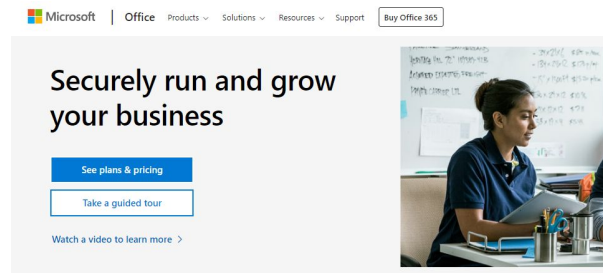 Microsoft | Office Products Solutions Resources Support Buy Office 365
Securely run and grow
your business
See plans & pricing
Take a guided tour
Watch a video to learn more >